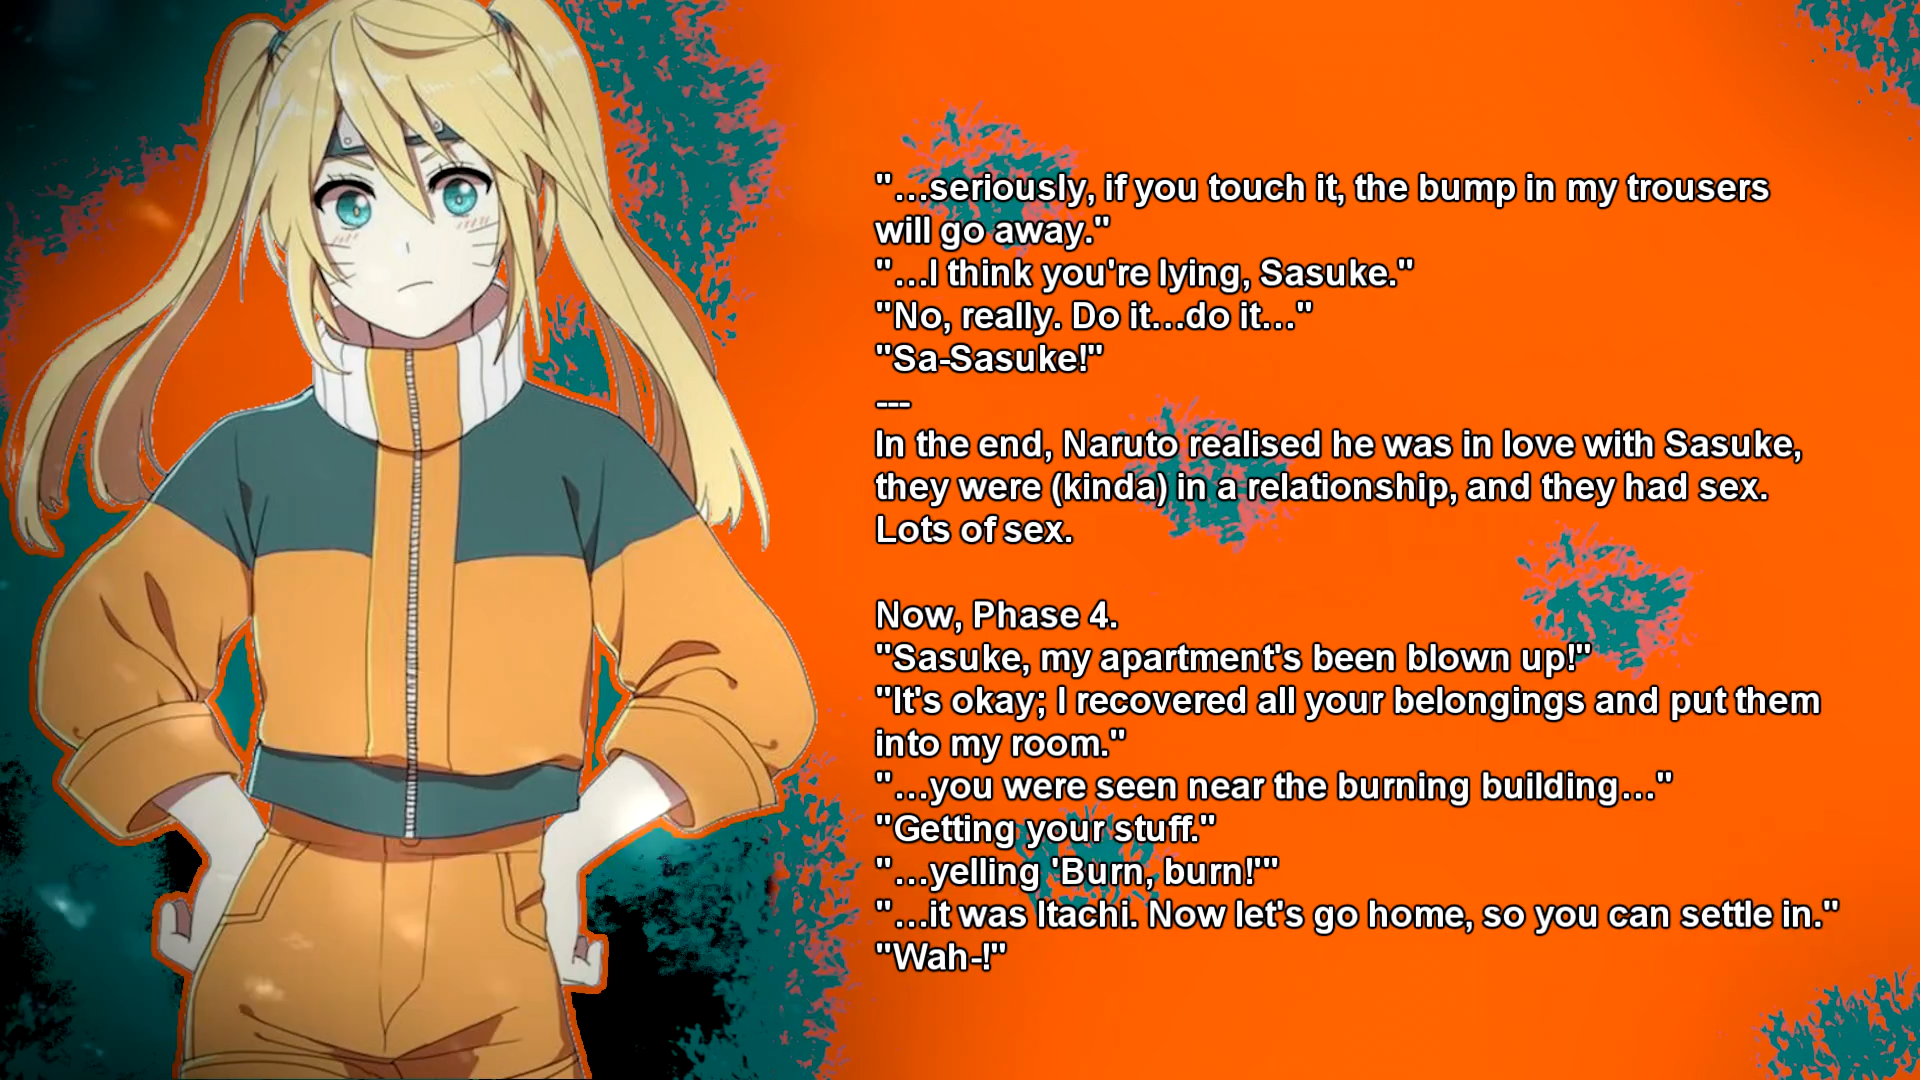 "…seriously, if you touch it, the bump in my trousers
will go away."
"…I think you're lying, Sasuke."
"No, really. Do it…do it…"
"Sa-Sasuke!"
---
In the end, Naruto realised he was in love with Sasuke,
they were (kinda) in a relationship, and they had sex.
Lots of sex.
Now, Phase 4.
"Sasuke, my apartment's been blown up!"
"It's okay; I recovered all your belongings and put them
into my room."
"…you were seen near the burning building…"
"Getting your stuff."
"…yelling 'Burn, burn!'"
"…it was Itachi. Now let's go home, so you can settle in."
"Wah-!"